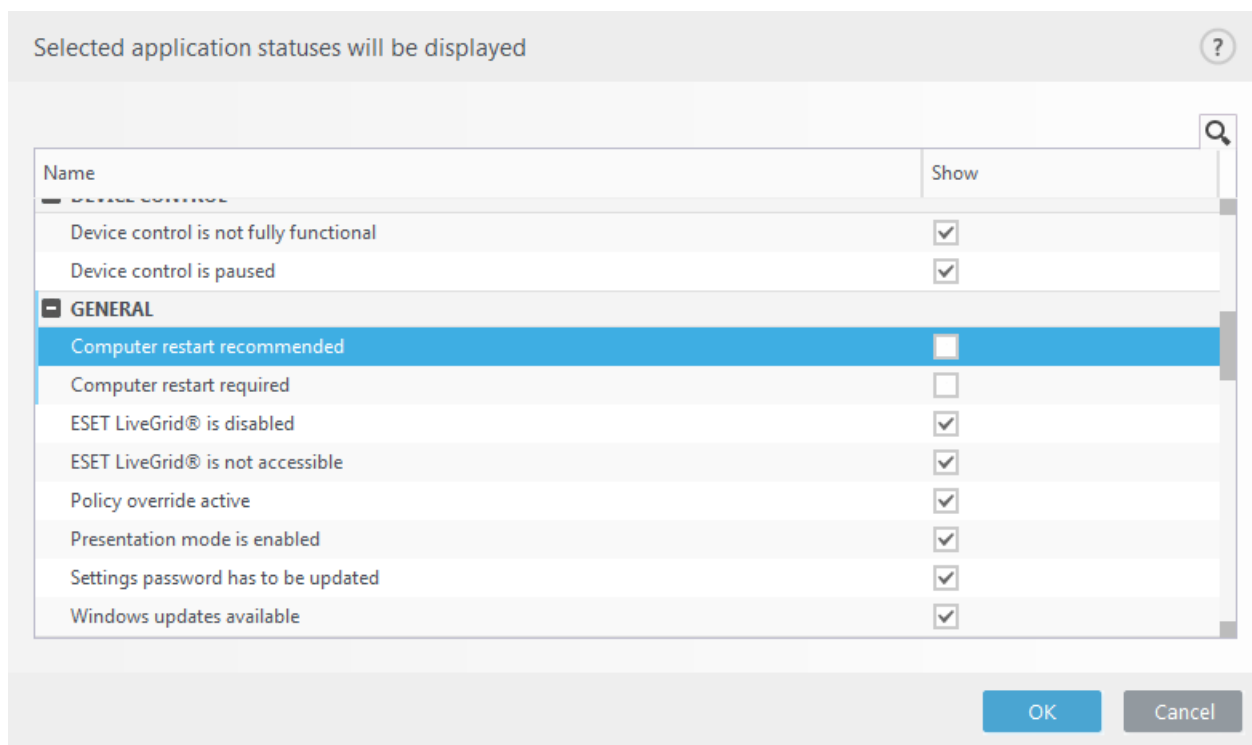 Selected application statuses will be displayed
?
Name Show
DEVICE CONTROL
Device control is not fully functional
Device control is paused
GENERAL
Computer restart recommended
Computer restart required
ESET LiveGrid® is disabled
ESET LiveGrid® is not accessible
Policy override active
Presentation mode is enabled
Settings password has to be updated
Windows updates available
OK Cancel